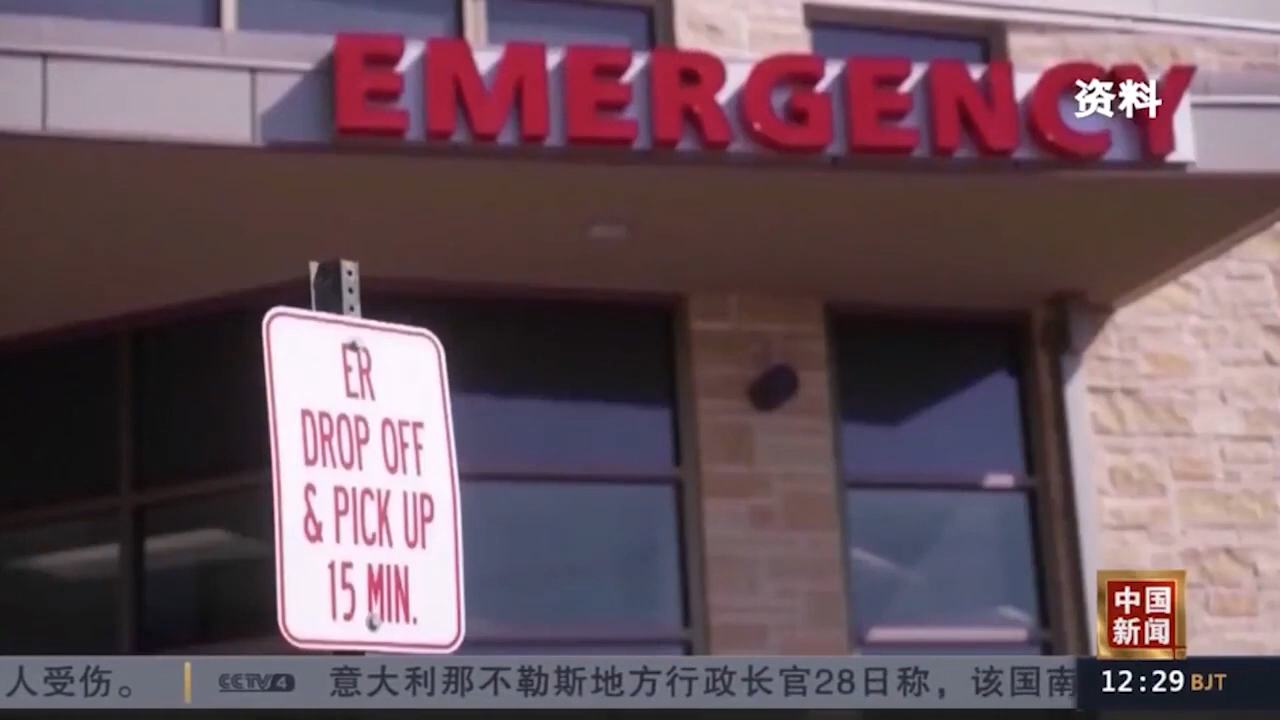 EMERGENCY
资料
ER
DROP OFF
& PICK UP
15 MIN.
中国
新闻
人受伤。 CCTV4 意大利那不勒斯地方行政长官28日称，该国南
12:29 BJT